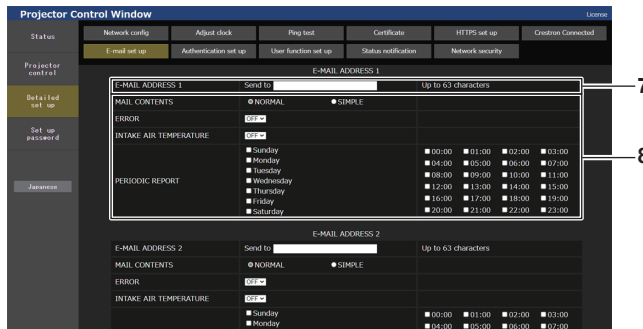 Projector Control Window
License
Status
Network config Adjust clock Ping test Certificate HTTPS set up Crestron Connected
E-mail set up Authentication set up User function set up Status notification Network security
Projector control
Detailed set up
Set up password
Japanese
E-MAIL ADDRESS 1
E-MAIL ADDRESS 1 Send to Up to 63 characters
7
MAIL CONTENTS NORMAL SIMPLE
ERROR OFF
INTAKE AIR TEMPERATURE OFF
8
PERIODIC REPORT
Sunday 00:00 01:00 02:00 03:00
Monday 04:00 05:00 06:00 07:00
Tuesday 08:00 09:00 10:00 11:00
Wednesday 12:00 13:00 14:00 15:00
Thursday 16:00 17:00 18:00 19:00
Friday 20:00 21:00 22:00 23:00
Saturday
E-MAIL ADDRESS 2
E-MAIL ADDRESS 2 Send to Up to 63 characters
MAIL CONTENTS NORMAL SIMPLE
ERROR OFF
INTAKE AIR TEMPERATURE OFF
Sunday 00:00 01:00 02:00 03:00
Monday 04:00 05:00 06:00 07:00